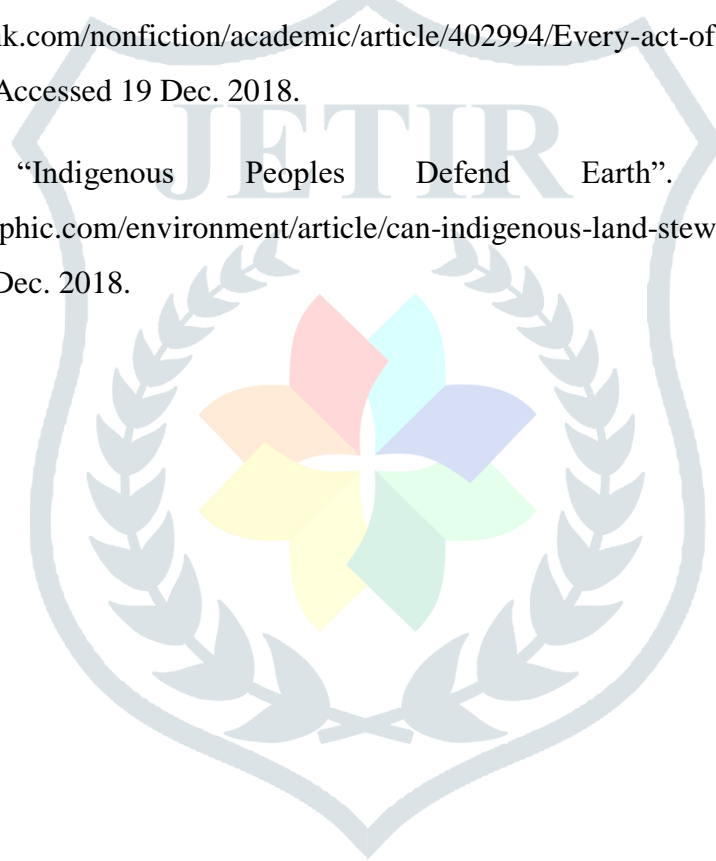 nk.com/nonfiction/academic/article/402994/Every-act-of
Accessed 19 Dec. 2018.
JETIR
“Indigenous Peoples Defend Earth”.
phic.com/environment/article/can-indigenous-land-stew
Dec. 2018.